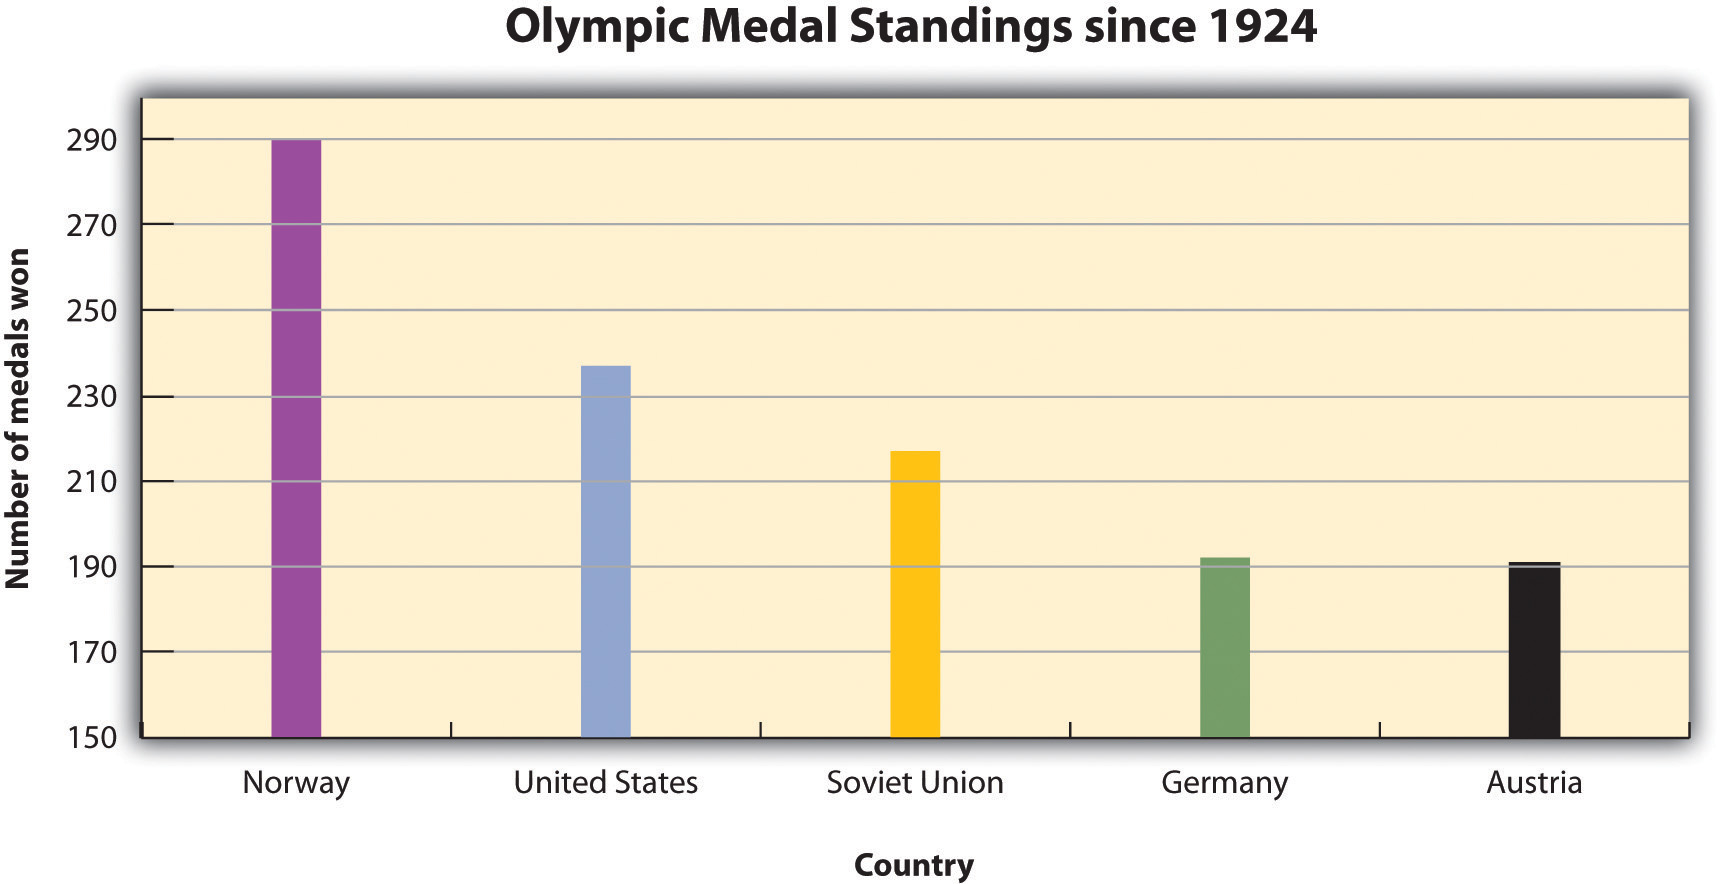 Olympic Medal Standings since 1924
Number of medals won
290
270
250
230
210
190
170
150
Norway United States Soviet Union Germany Austria
Country